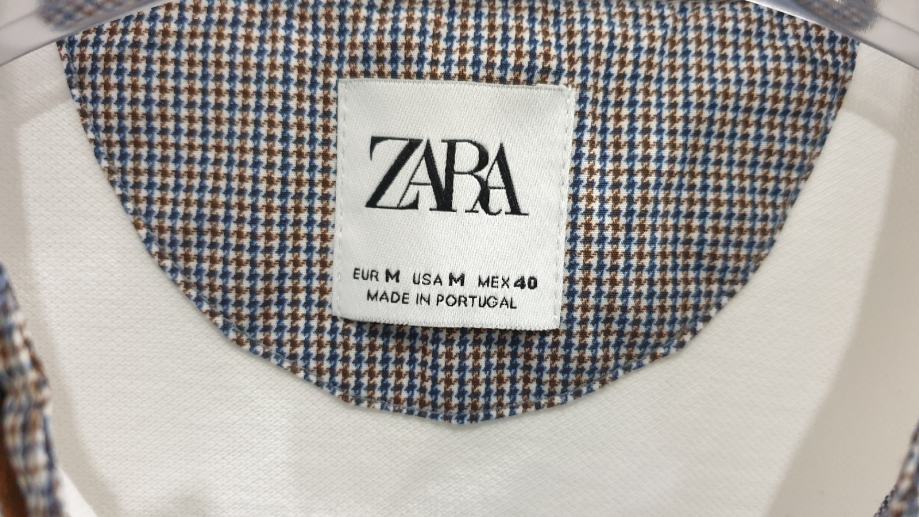 ZARA
EUR M USA M MEX 40
MADE IN PORTUGAL